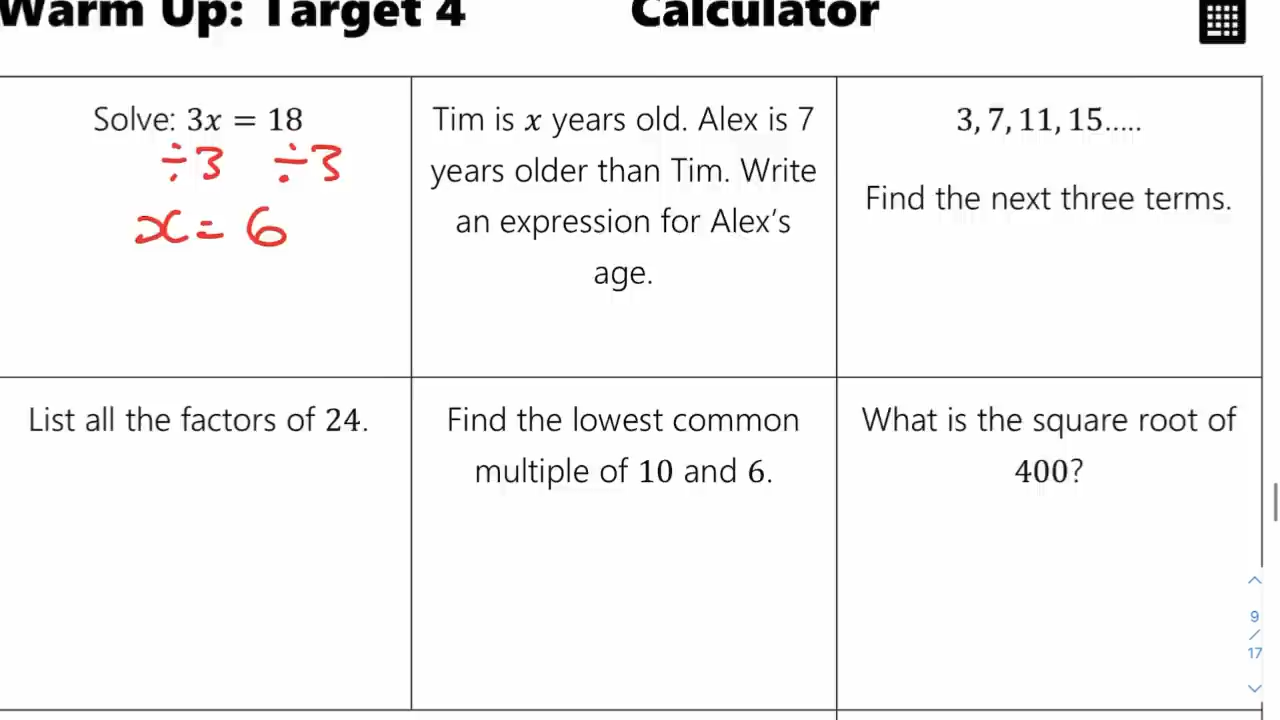 Warm Up: Target 4 Calculator
Solve: 3x = 18
÷3 ÷3
x = 6
Tim is x years old. Alex is 7
years older than Tim. Write
an expression for Alex’s
age.
3, 7, 11, 15.....
Find the next three terms.
List all the factors of 24.
Find the lowest common
multiple of 10 and 6.
What is the square root of
400?
9
/
17